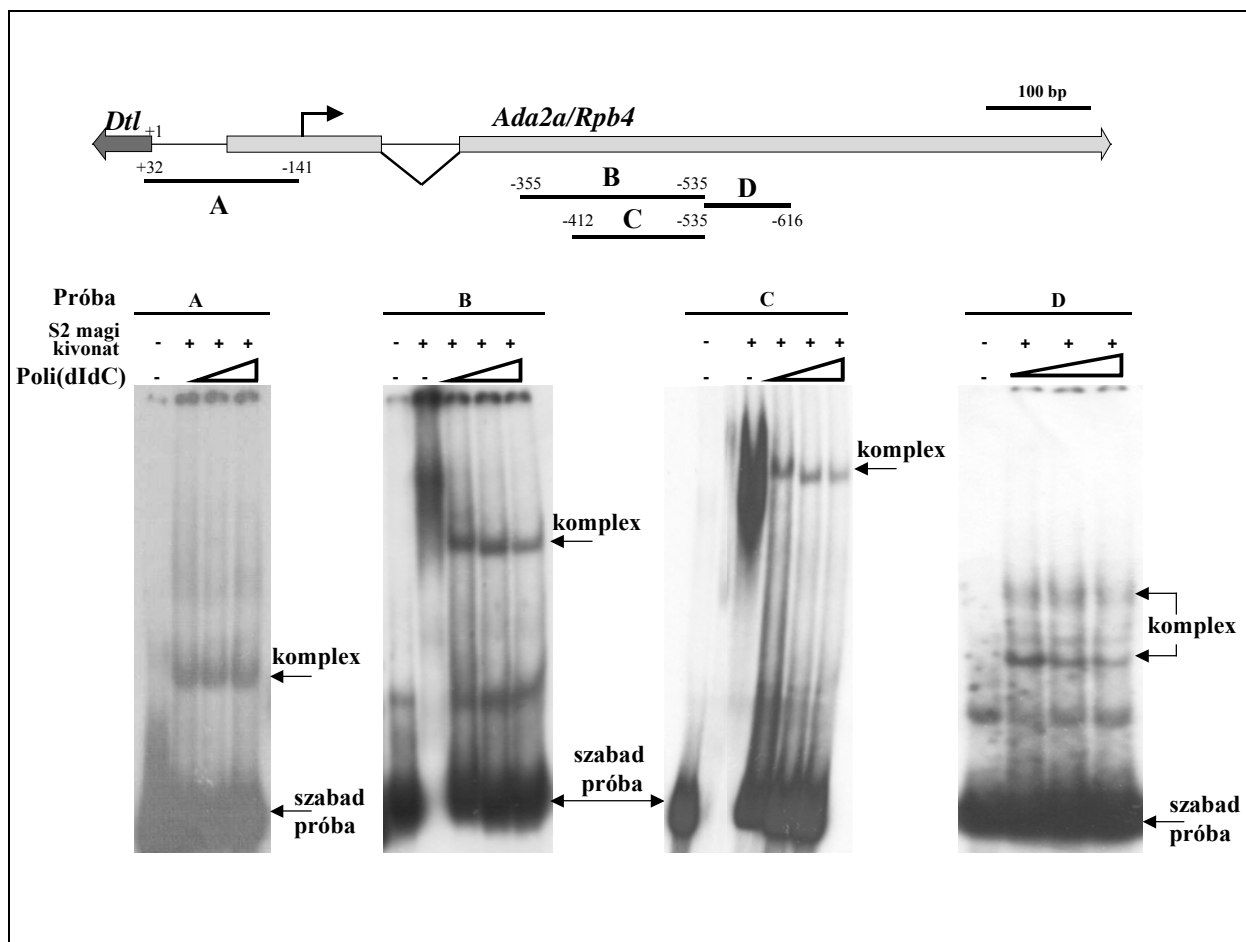 100 bp
Dtl +1 Ada2a/Rpb4
+32 -141 -355 B -535 D
A -412 C -535 -616
Próba A B C D
S2 magi
kivonat - + + + - + + + + - + + + + - + + +
Poli(dIdC) - - - - - -
komplex
komplex
komplex
komplex
szabad
próba
szabad
próba
szabad
próba